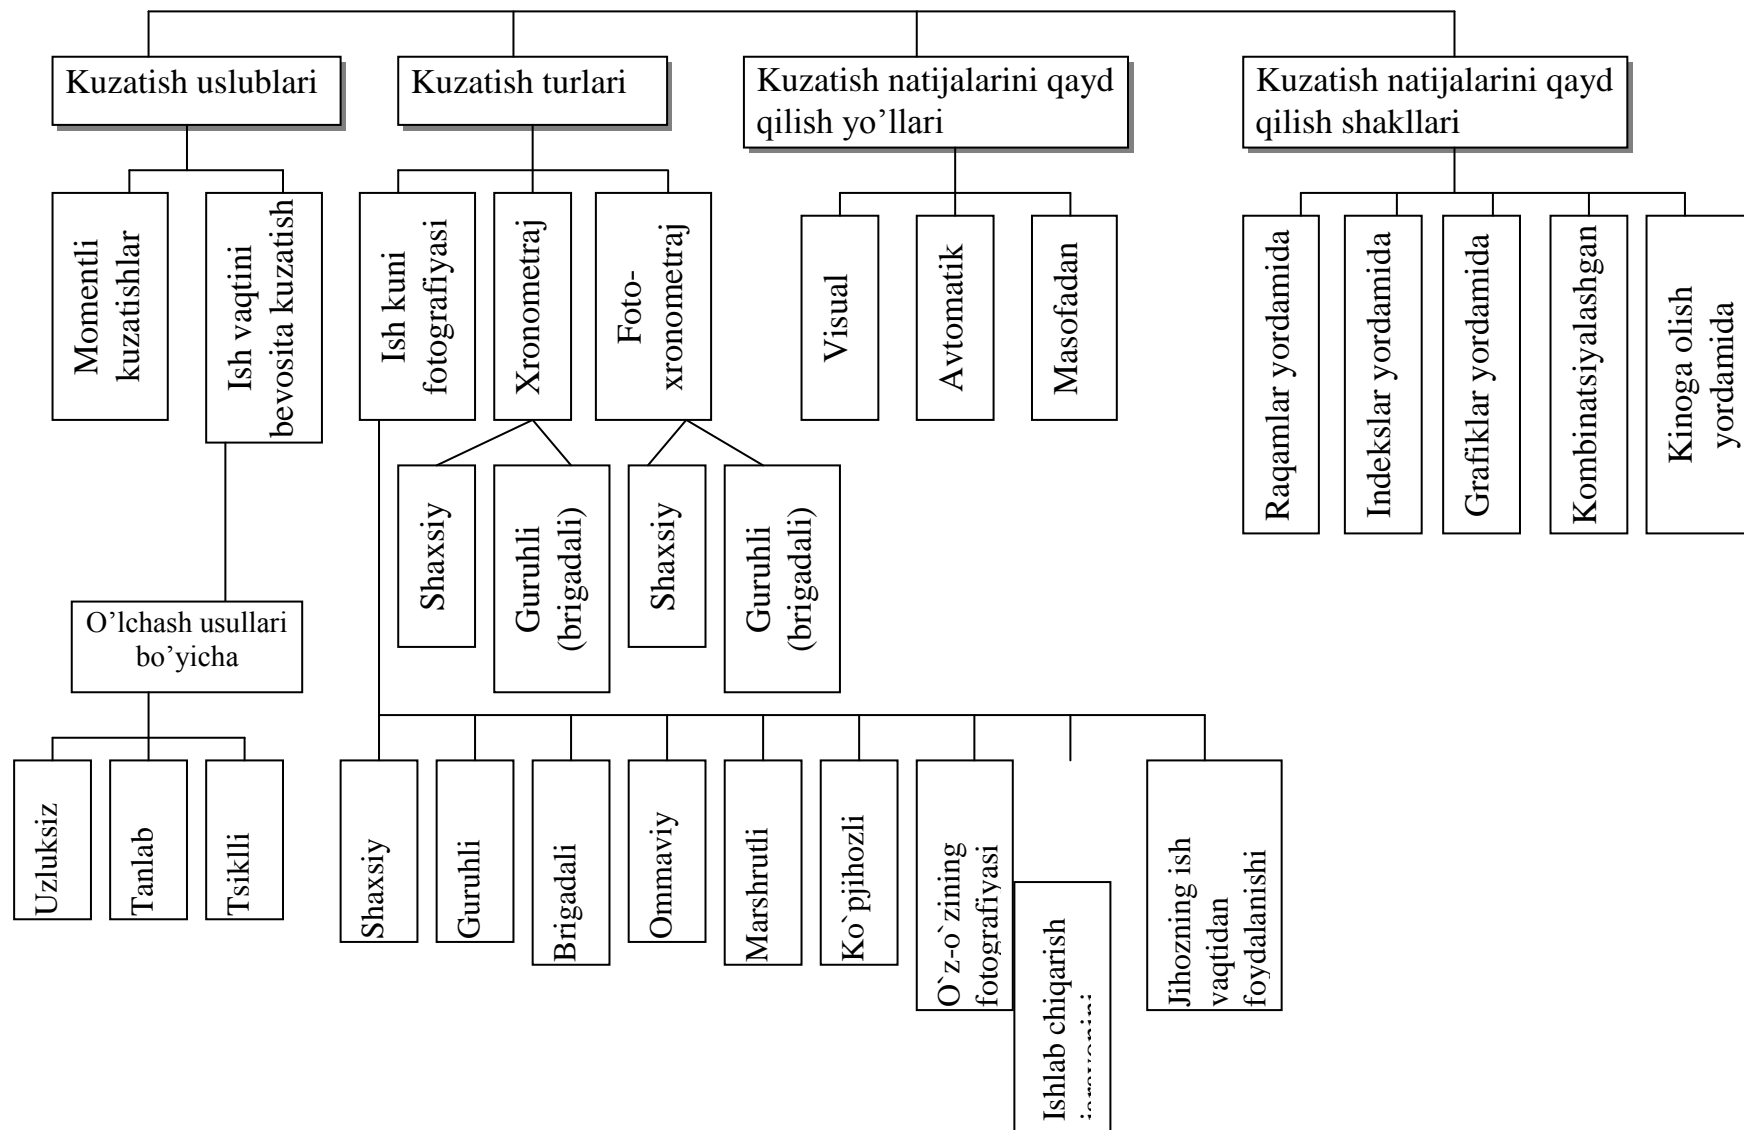 Kuzatish uslublari
Kuzatish turlari
Kuzatish natijalarini qayd
qilish yo’llari
Kuzatish natijalarini qayd
qilish shakllari
Momentli
kuzatishlar
Ish vaqtini
bevosita kuzatish
Ish kuni
fotografiyasi
Xronometraj
Foto-
xronometraj
Visual
Avtomatik
Masofadan
Raqamlar yordamida
Indekslar yordamida
Grafiklar yordamida
Kombinatsiyalashgan
Kinoga olish
yordamida
Shaxsiy
Guruhli
(brigadali)
Shaxsiy
Guruhli
(brigadali)
O’lchash usullari
bo’yicha
Uzluksiz
Tanlab
Tsiklli
Shaxsiy
Guruhli
Brigadali
Ommaviy
Marshrutli
Ko`pjihozli
O`z-o`zining
fotografiyasi
Ishlab chiqarish
Jihozning ish
vaqtidan
foydalanishi